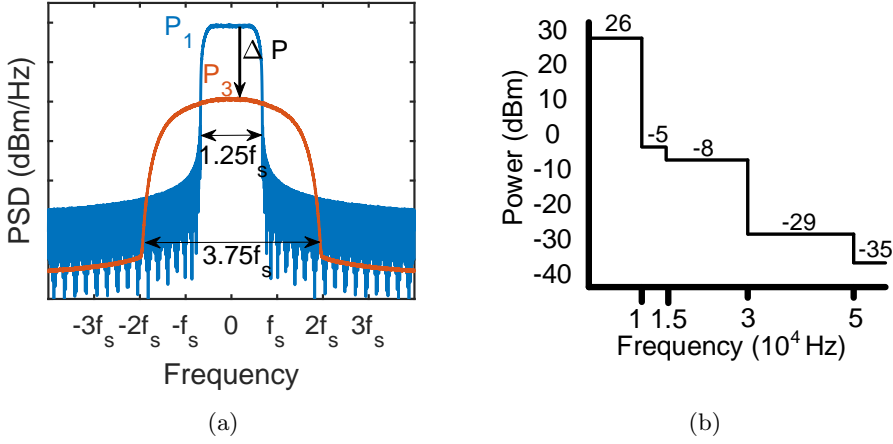 P1
Δ P
P3
1.25fs
3.75fs
PSD (dBm/Hz)
-3fs -2fs -fs 0 fs 2fs 3fs
Frequency
(a)
30
20
10
0
-10
-20
-30
-40
Power (dBm)
26
-5
-8
-29
-35
1 1.5 3 5
Frequency (10^4 Hz)
(b)